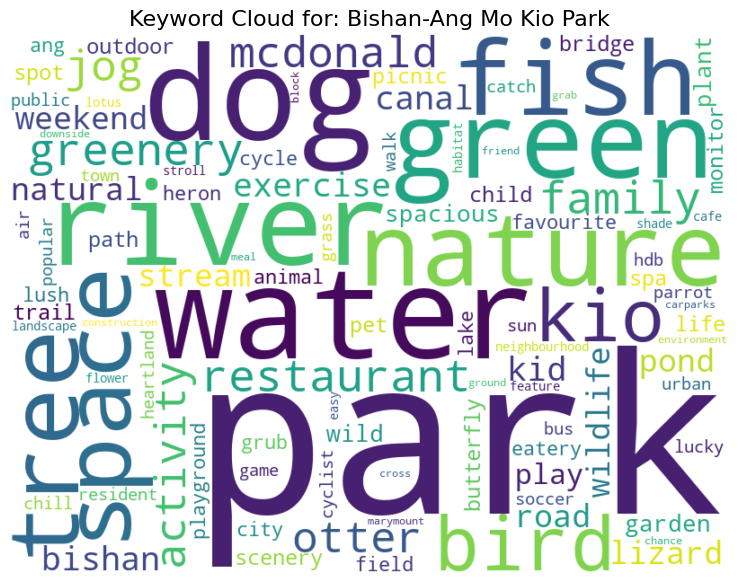 Keyword Cloud for: Bishan-Ang Mo Kio Park
ang
outdoor
mcdonald
bridge
jog
dog
fish
spot
picnic
catch
plant
public
lotus
block
canal
grab
weekend
downside
green
greenery
cycle
walk
habitat
friend
monitor
town
stroll
natural
heron
exercise
child
family
air
popular
river
grass
spacious
favourite
shade
cafe
path
meal
nature
hdb
lush
stream
animal
spa
parrot
trail
water
pet
lake
sun
kio
carparks
landscape
construction
life
neighbourhood
environment
tree
space
flower
heartland
restaurant
ground
feature
kid
pond
urban
activity
park
easy
wildlife
grub
wild
butterfly
bus
eatery
lucky
playground
game
cyclist
cross
play
chill
resident
soccer
road
garden
city
marymount
chance
bishan
scenery
otter
field
bird
lizard